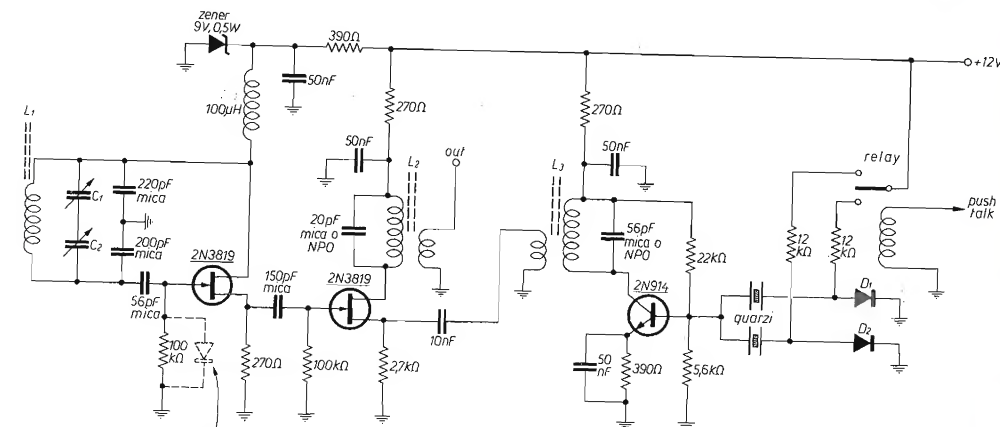 zener
9V, 0,5W
390Ω
+12V
50nF
100µH
270Ω
270Ω
L1
50nF
L2
out
L3
50nF
relay
220pF
mica
C1
push
talk
20pF
mica o
NPO
56pF
mica o
NPO
12
kΩ
12
kΩ
C2
200pF
mica
22kΩ
2N3819
150pF
mica
2N3819
2N914
D1
quarzi
56pF
mica
10nF
D2
100
kΩ
270Ω
100kΩ
2,7kΩ
50
nF
390Ω
5,6kΩ